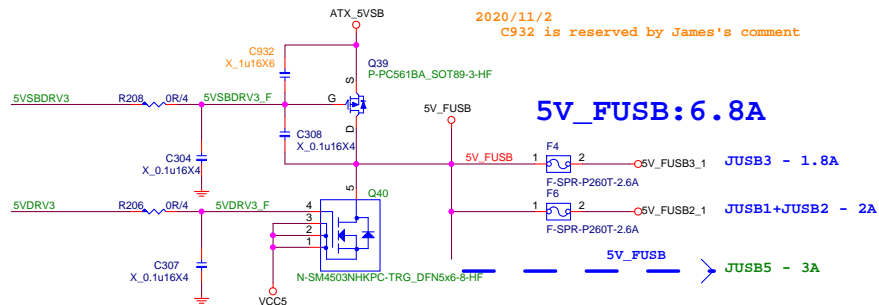 ATX_5VSB
2020/11/2
C932 is reserved by James's comment
C932
X_1u16X6
Q39
P-PC561BA_SOT89-3-HF
S
G
D
5VSBDRV3
R208
0R/4
5VSBDRV3_F
C308
X_0.1u16X4
C304
X_0.1u16X4
5V_FUSB
5V_FUSB:6.8A
5V_FUSB
F4
1
2
5V_FUSB3_1
JUSB3 - 1.8A
F-SPR-P260T-2.6A
F6
1
2
5V_FUSB2_1
JUSB1+JUSB2 - 2A
F-SPR-P260T-2.6A
5V_FUSB
JUSB5 - 3A
5VDRV3
R206
0R/4
5VDRV3_F
5
Q40
4
3
2
1
C307
X_0.1u16X4
N-SM4503NHKPC-TRG_DFN5x6-8-HF
VCC5